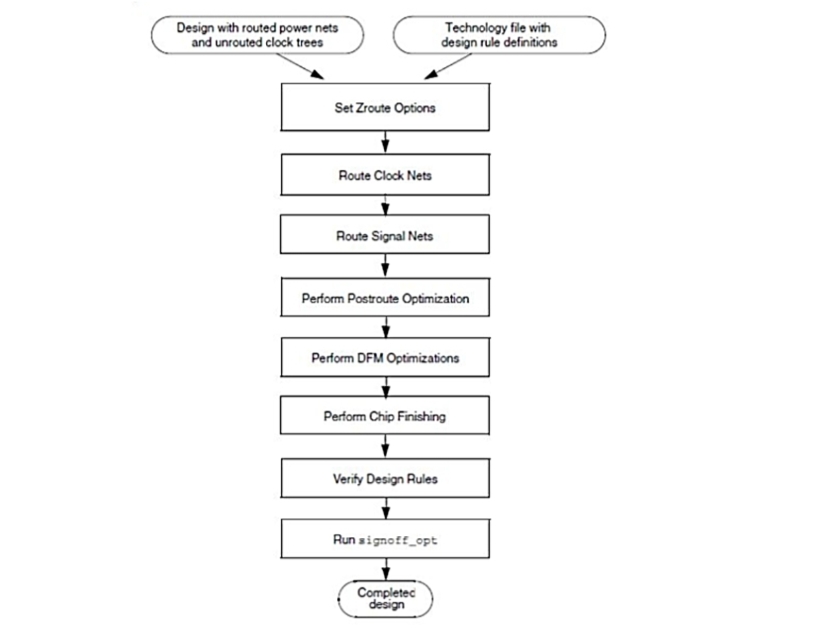 Design with routed power nets
and unrouted clock trees
Technology file with
design rule definitions
Set Zroute Options
Route Clock Nets
Route Signal Nets
Perform Postroute Optimization
Perform DFM Optimizations
Perform Chip Finishing
Verify Design Rules
Run signoff_opt
Completed
design